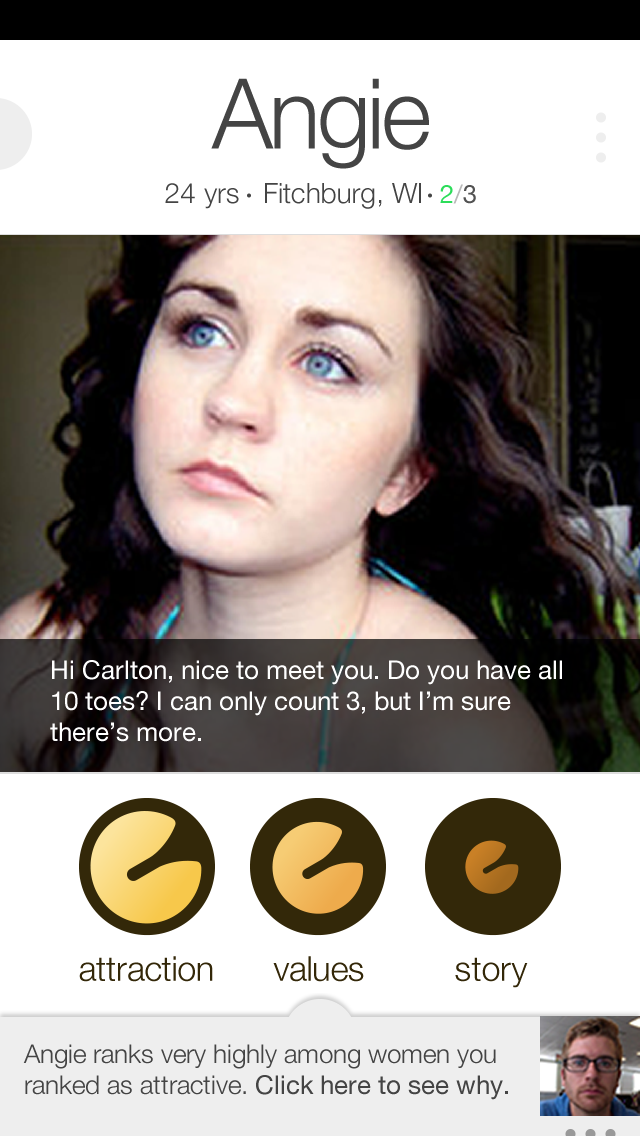 Angie
24 yrs · Fitchburg, WI · 2/3
Hi Carlton, nice to meet you. Do you have all
10 toes? I can only count 3, but I’m sure
there’s more.
attraction values story
Angie ranks very highly among women you
ranked as attractive. Click here to see why.